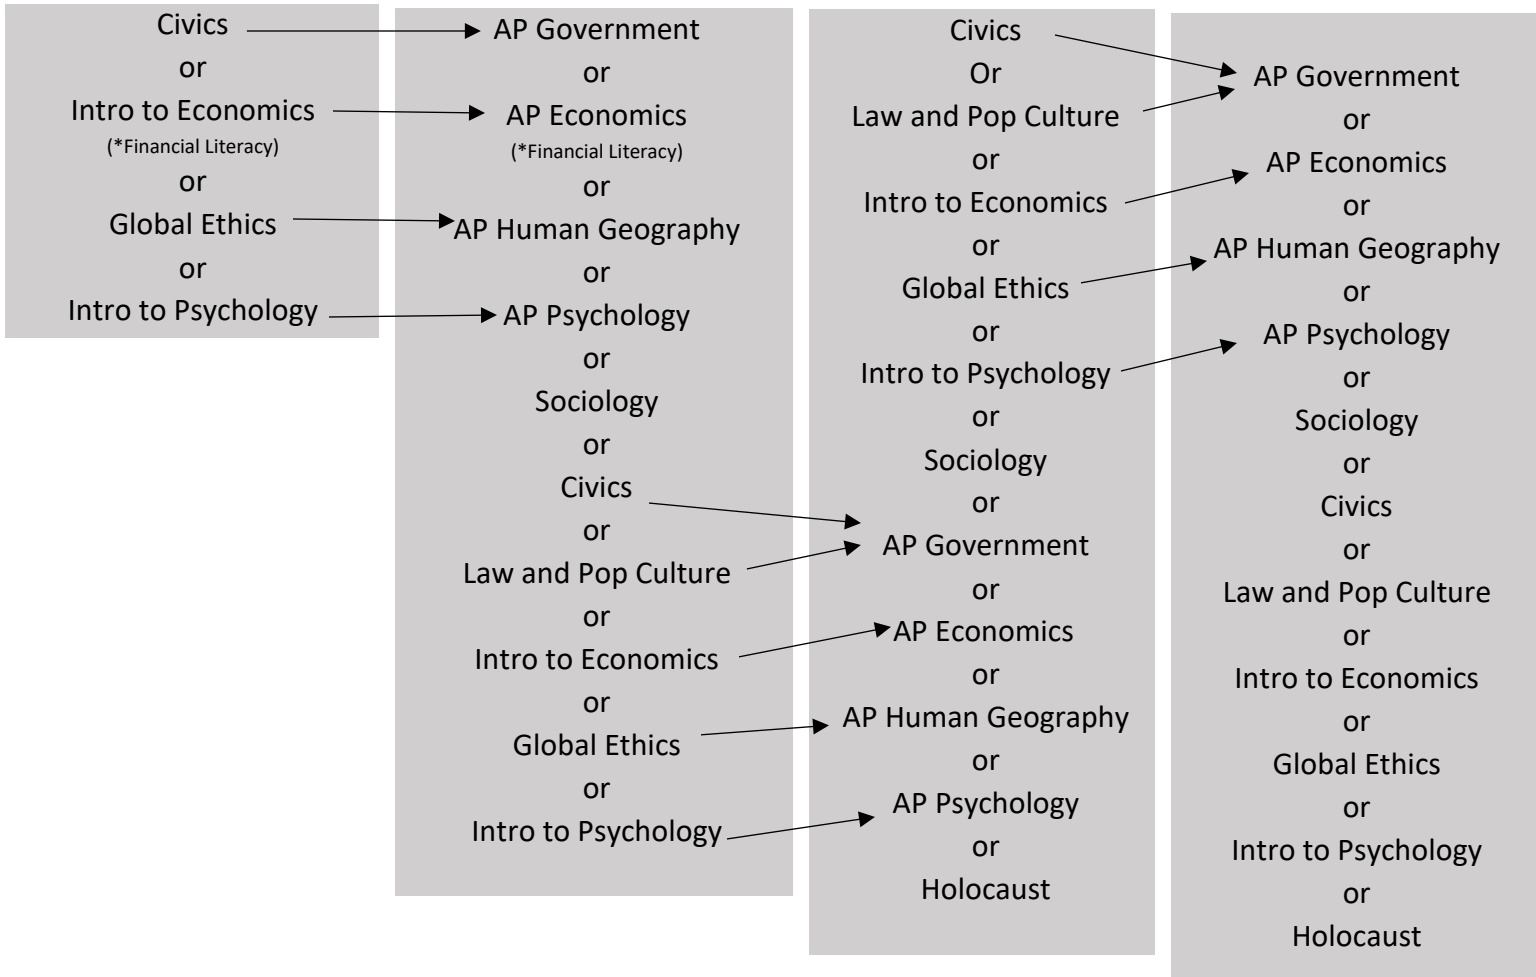 Civics
or
Intro to Economics
(*Financial Literacy)
or
Global Ethics
or
Intro to Psychology
AP Government
or
AP Economics
(*Financial Literacy)
or
AP Human Geography
or
AP Psychology
or
Sociology
or
Civics
or
Law and Pop Culture
or
Intro to Economics
or
Global Ethics
or
Intro to Psychology
Civics
Or
Law and Pop Culture
or
Intro to Economics
or
Global Ethics
or
Intro to Psychology
or
Sociology
or
AP Government
or
AP Economics
or
AP Human Geography
or
AP Psychology
or
Holocaust
AP Government
or
AP Economics
or
AP Human Geography
or
AP Psychology
or
Sociology
or
Civics
or
Law and Pop Culture
or
Intro to Economics
or
Global Ethics
or
Intro to Psychology
or
Holocaust